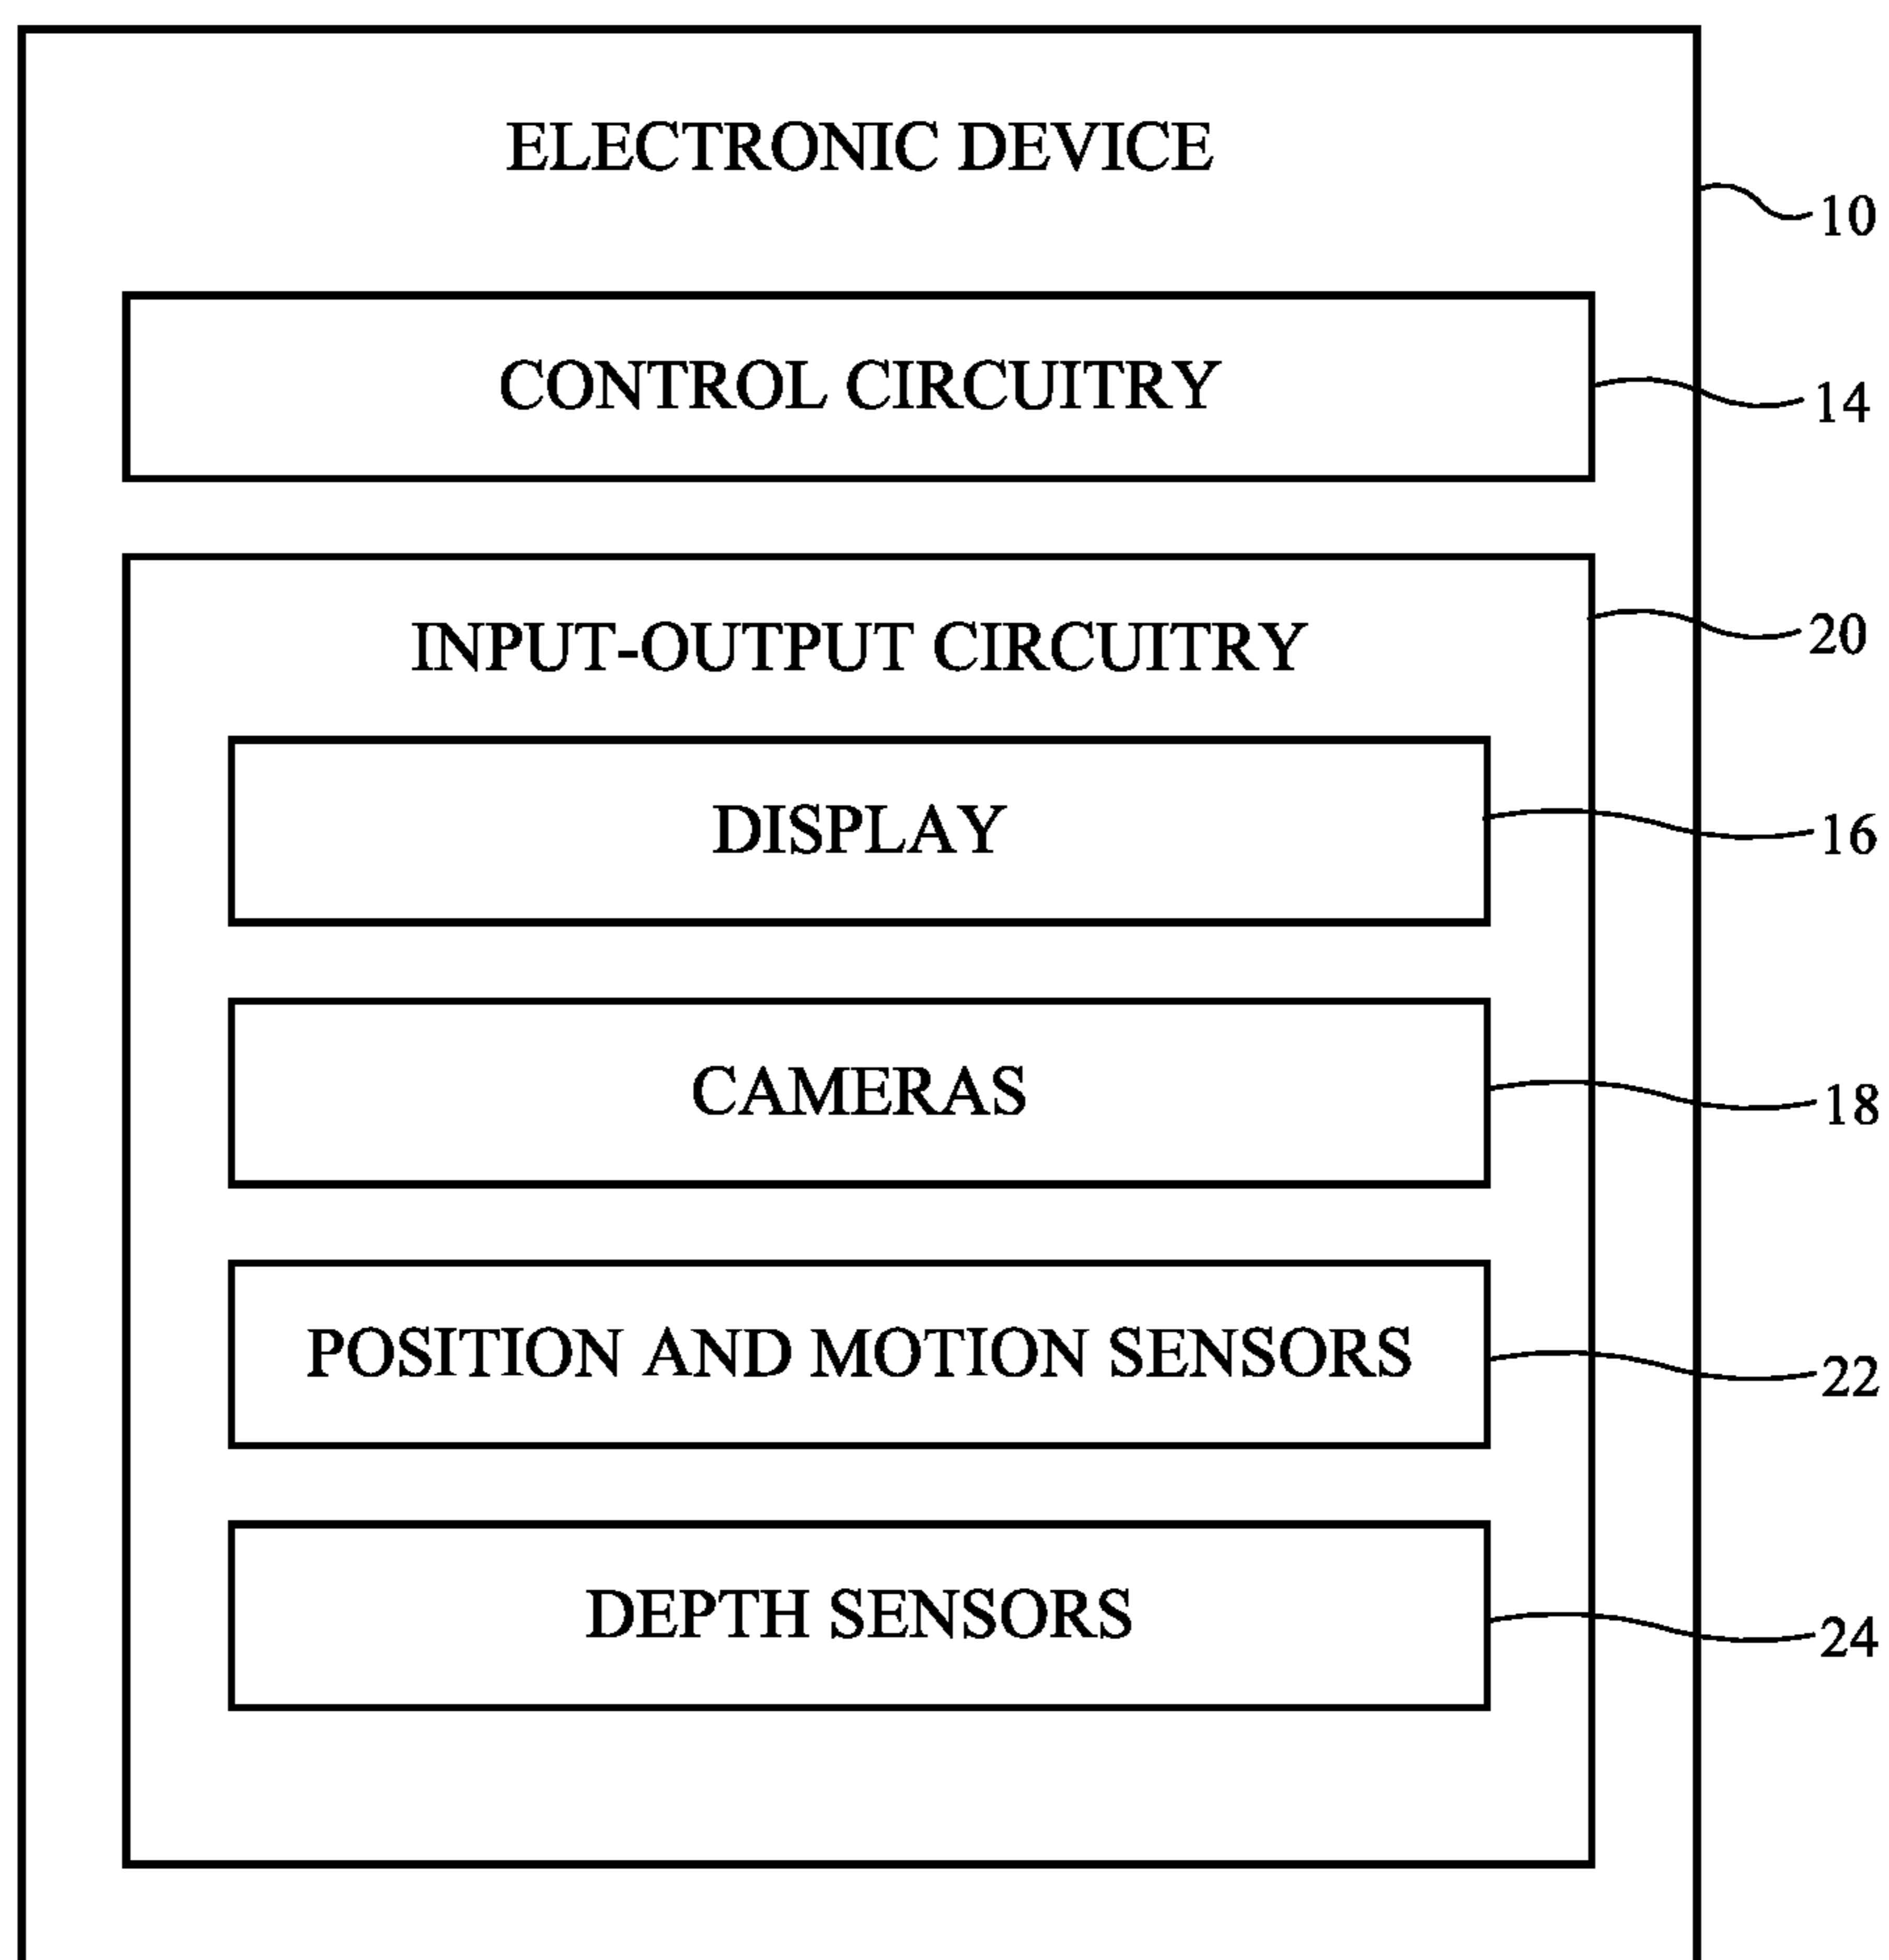 ELECTRONIC DEVICE
10
CONTROL CIRCUITRY
14
INPUT-OUTPUT CIRCUITRY
20
DISPLAY
16
CAMERAS
18
POSITION AND MOTION SENSORS
22
DEPTH SENSORS
24